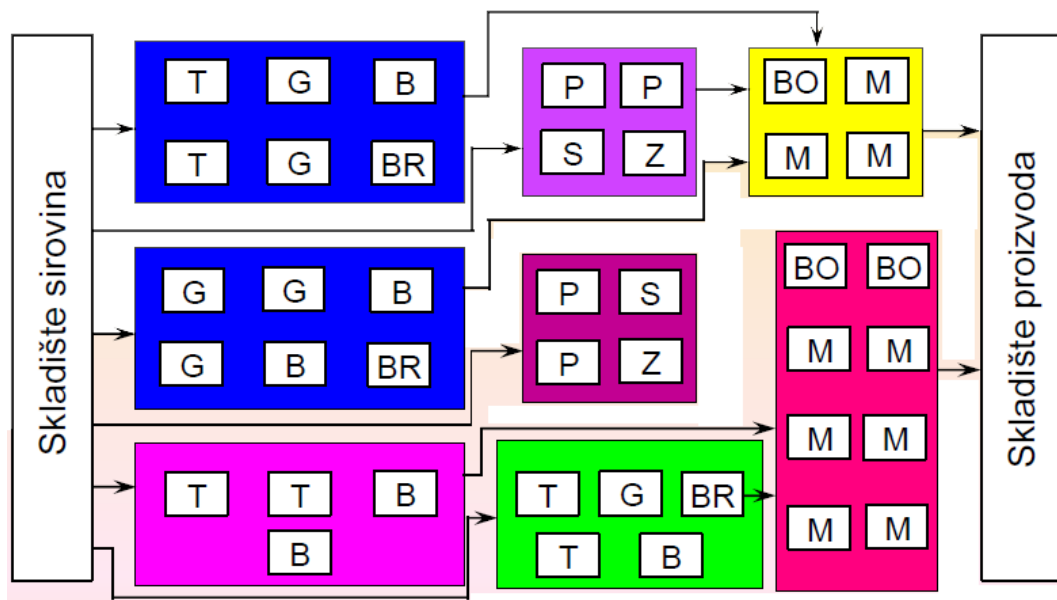 Skladište sirovina
T G B
T G BR
P P
S Z
BO M
M M
G G B
G B BR
P S
P Z
BO BO
M M
M M
M M
T T B
B
T G BR
T B
Skladište proizvoda